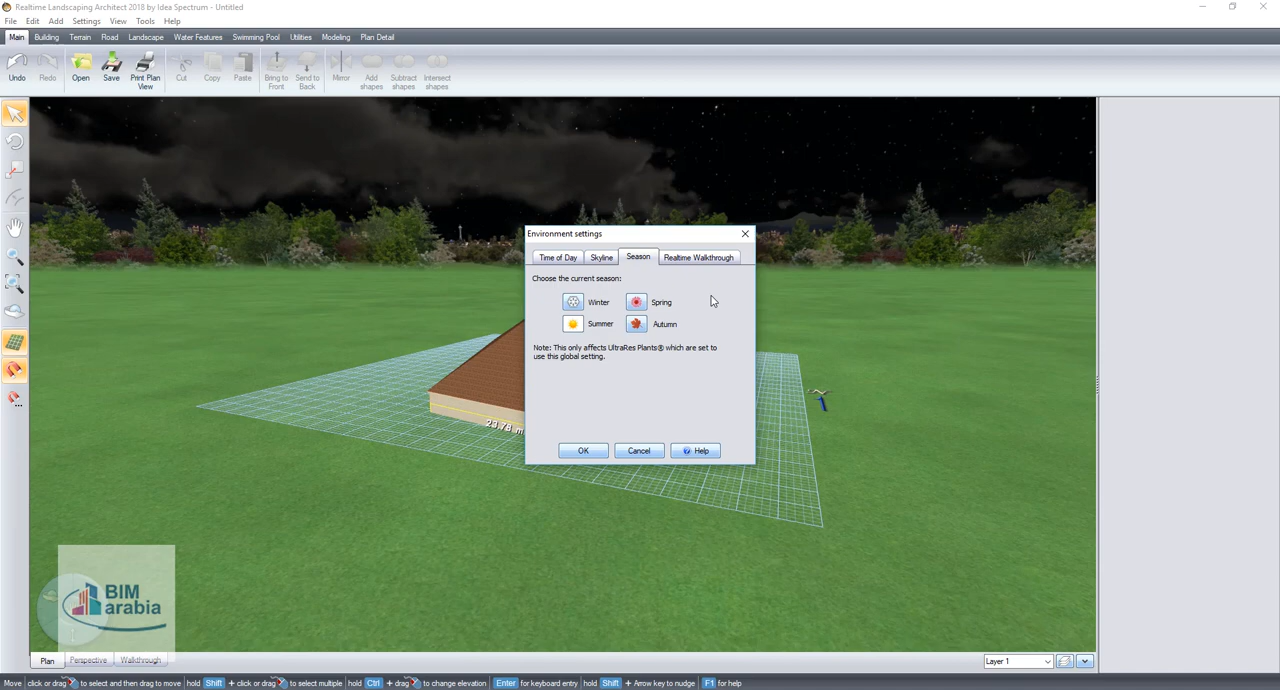 Realtime Landscaping Architect 2018 by Idea Spectrum - Untitled
File Edit Add Settings View Tools Help
Main Building Terrain Road Landscape Water Features Swimming Pool Utilities Modeling Plan Detail
Undo Redo Open Save Print Plan View Cut Copy Paste Bring to Front Send to Back Mirror Add shapes Subtract shapes Intersect shapes
Environment settings
Time of Day Skyline Season Realtime Walkthrough
Choose the current season:
Winter Spring
Summer Autumn
Note: This only affects UltraRes Plants® which are set to
use this global setting.
23,78 m
OK Cancel Help
BIM
arabia
Plan Perspective Walkthrough Layer 1
Move click or drag to select and then drag to move hold Shift + click or drag to select multiple hold Ctrl + drag to change elevation Enter for keyboard entry hold Shift + Arrow key to nudge F1 for help